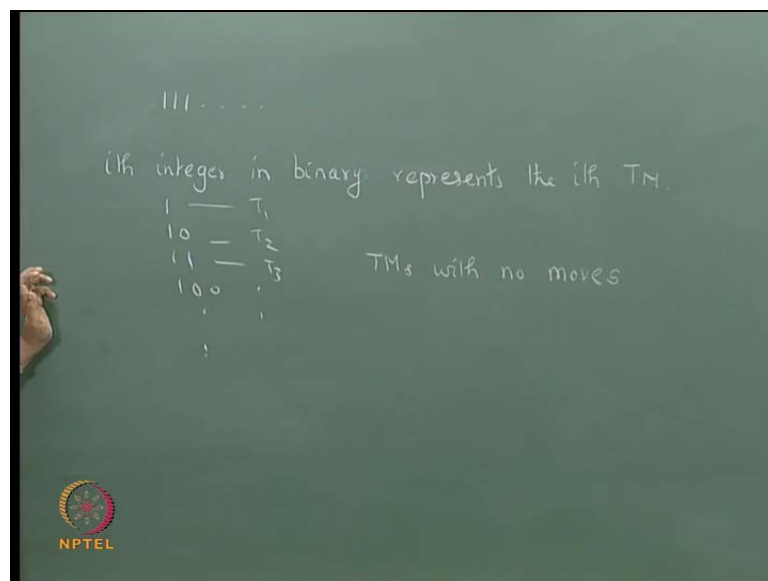 111 . . . .
ith integer in binary represents the ith TM.
1 — T₁
10 — T₂
11 — T₃
100 .
. .
.
TMs with no moves
NPTEL